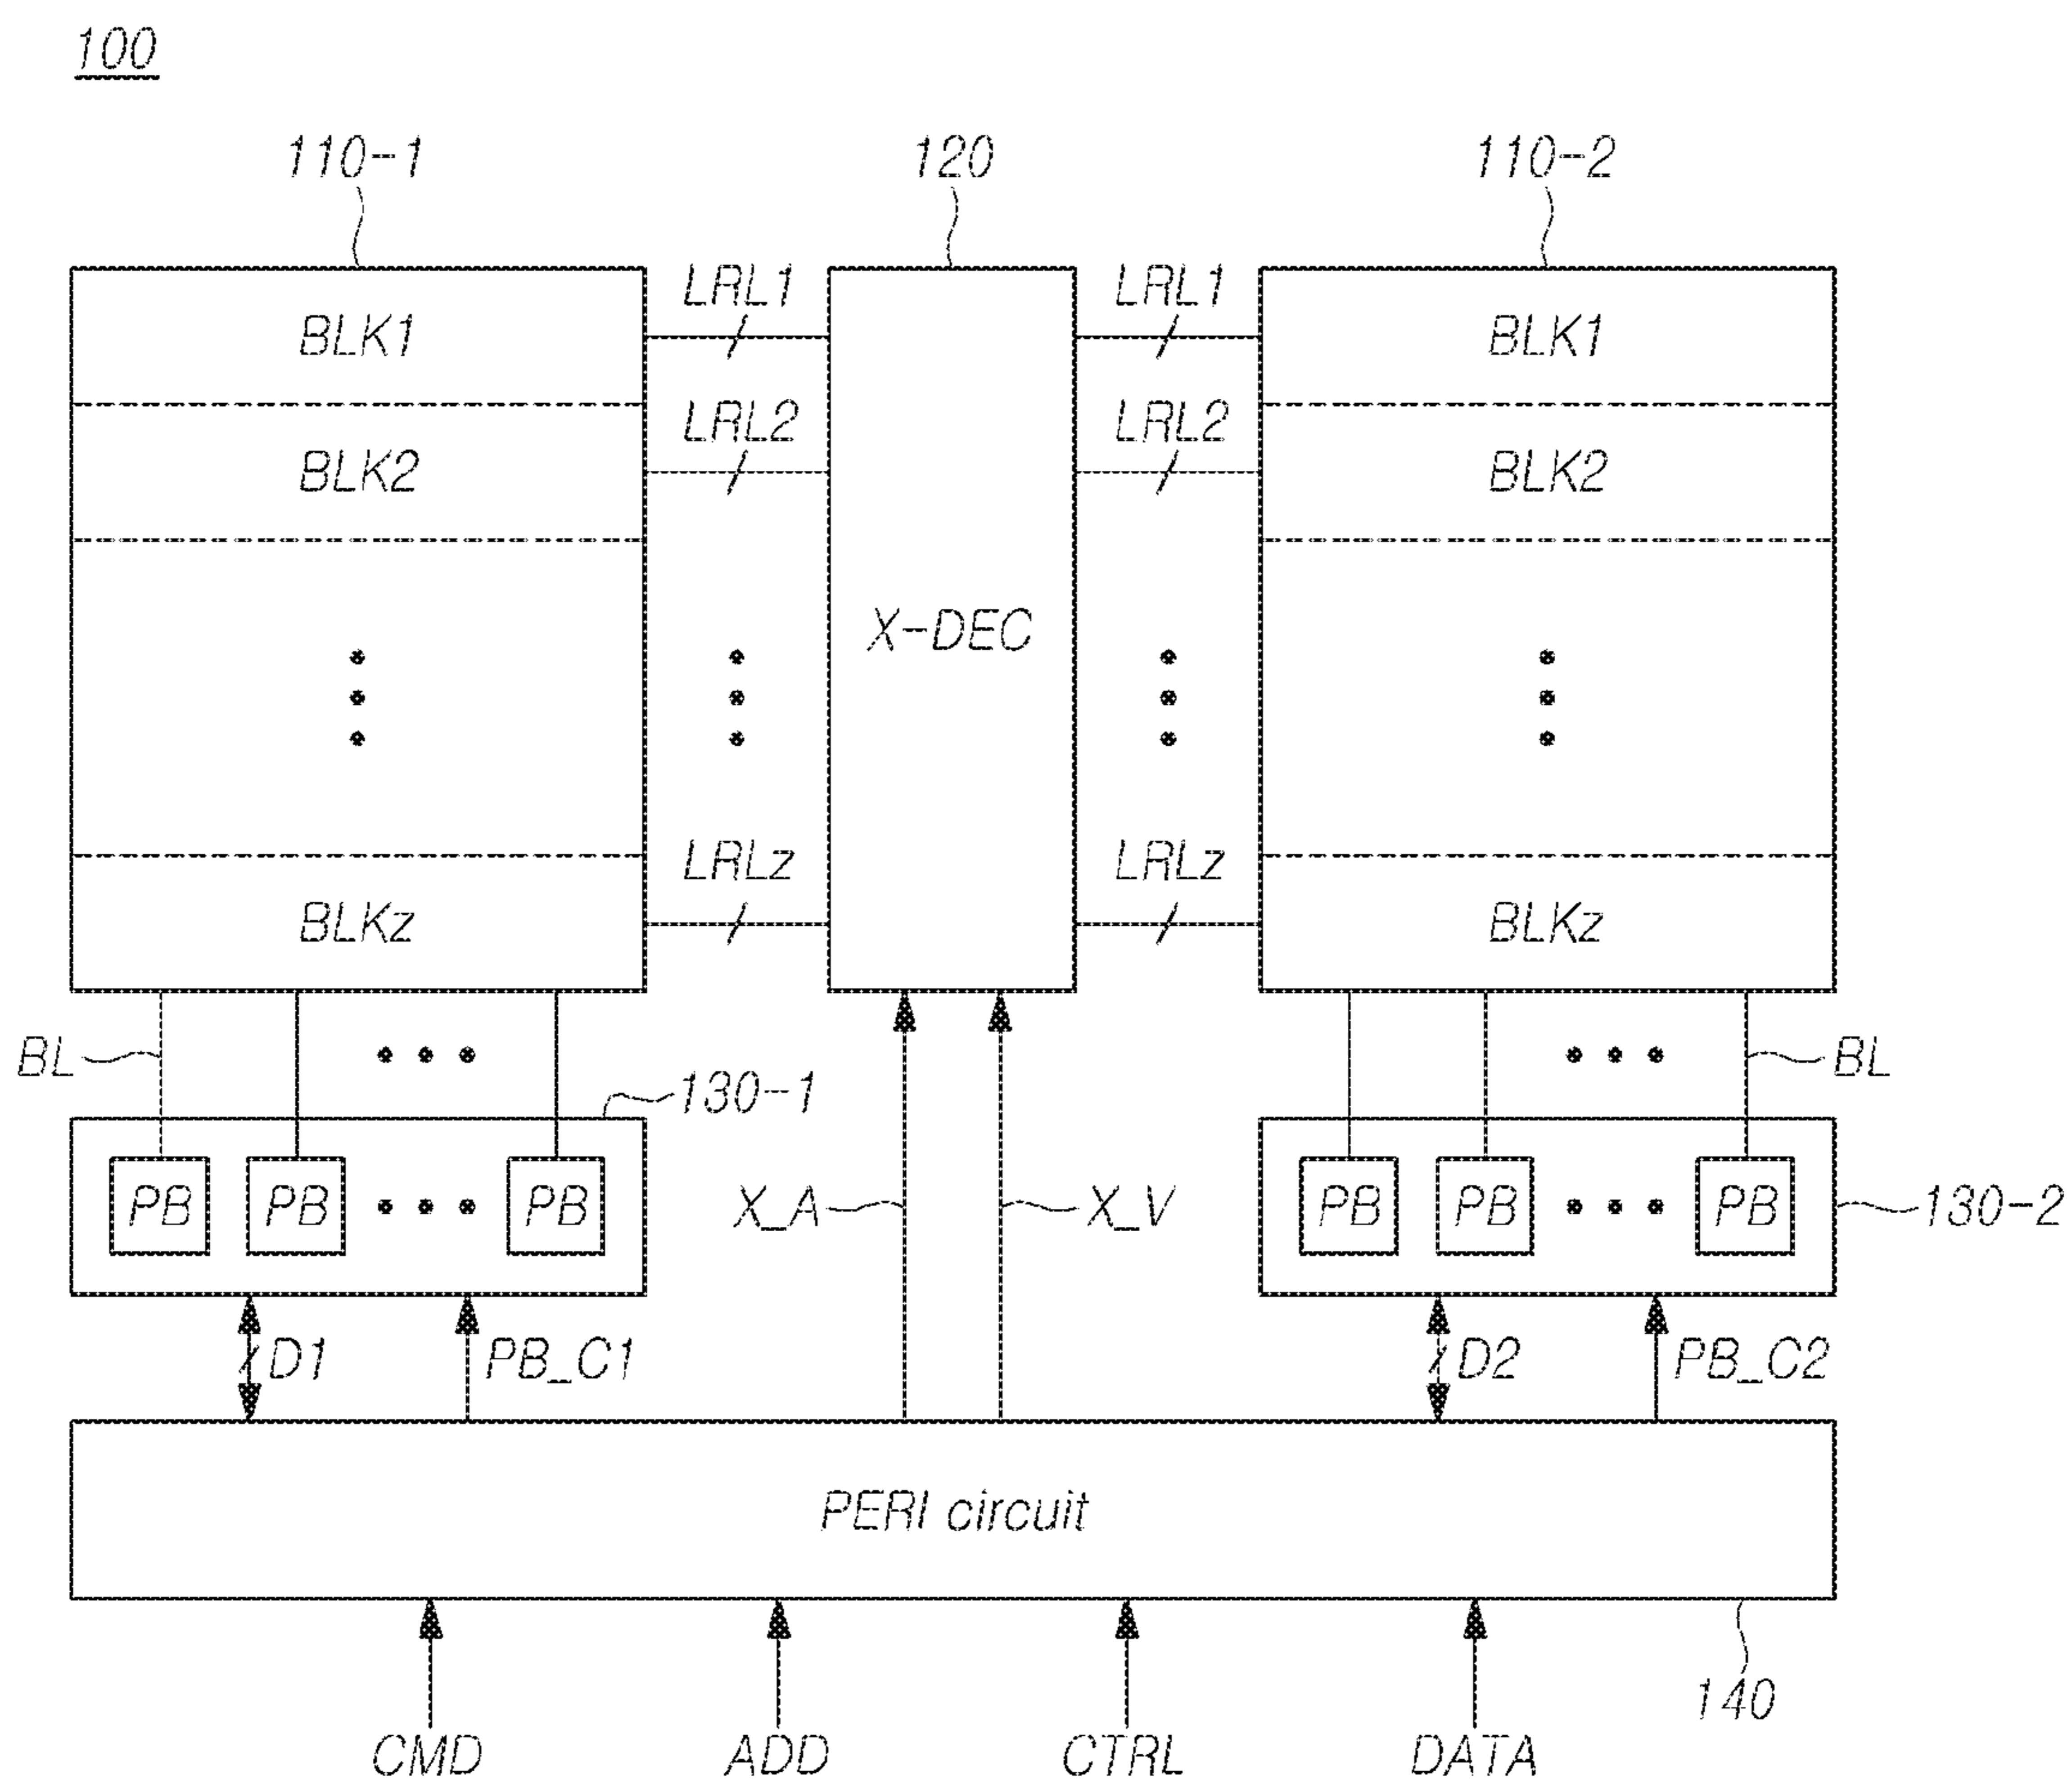 100
110-1 120 110-2
LRL1 LRL1
BLK1 BLK1
LRL2 LRL2
BLK2 BLK2
X-DEC
LRLz LRLz
BLKz BLKz
BL BL
130-1
PB PB PB X_A X_V PB PB PB 130-2
D1 PB_C1 D2 PB_C2
PERI circuit
140
CMD ADD CTRL DATA